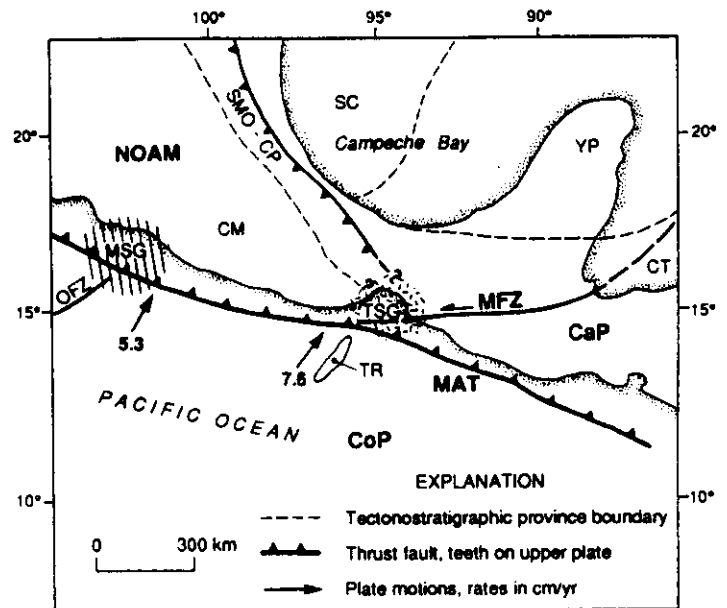 100° 95° 90°
SC
SMO - CP
Campeche Bay
YP
20° 20°
NOAM
CM
MSG
CT
OFZ
TSG
MFZ
15° 15°
CaP
5.3
7.6
TR
MAT
PACIFIC OCEAN
CoP
EXPLANATION
10° 10°
Tectonostratigraphic province boundary
0 300 km
Thrust fault, teeth on upper plate
Plate motions, rates in cm/yr